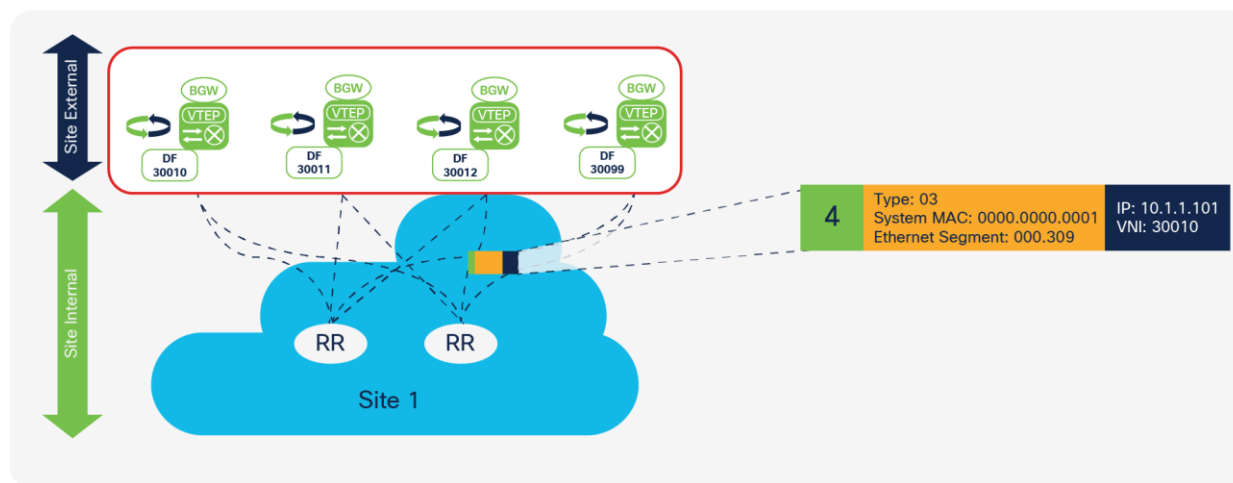 Site External
BGW
VTEP
DF
30010
BGW
VTEP
DF
30011
BGW
VTEP
DF
30012
BGW
VTEP
DF
30099
4
Type: 03
System MAC: 0000.0000.0001
Ethernet Segment: 000.309
IP: 10.1.1.101
VNI: 30010
Site Internal
RR
RR
Site 1